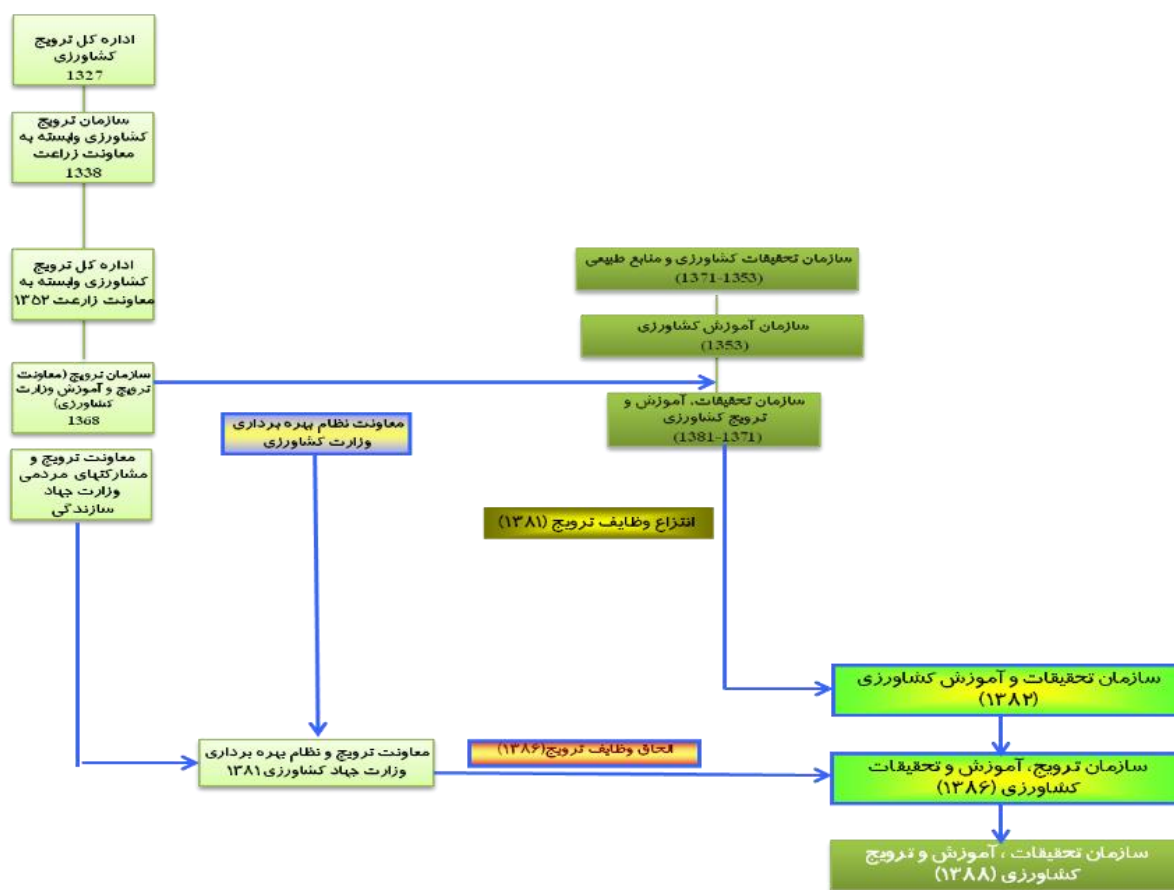 اداره کل ترویج
کشاورزی
1327
سازمان ترویج
کشاورزی وابسته به
معاونت زراعت
1338
اداره کل ترویج
کشاورزی وابسته به
معاونت زارعت ۱۳۵۲
سازمان ترویج (معاونت
ترویج و آموزش وزارت
کشاورزی)
1368
معاونت ترویج و
مشارکتهای مردمی
وزارت جهاد
سازندگی
سازمان تحقیقات کشاورزی و منابع طبیعی
(1371-1353)
سازمان آموزش کشاورزی
(1353)
سازمان تحقیقات، آموزش و
ترویج کشاورزی
(1381-1371)
معاونت نظام بهره برداری
وزارت کشاورزی
انتزاع وظایف ترویج (۱۳۸۱)
معاونت ترویج و نظام بهره برداری
وزارت جهاد کشاورزی ۱۳۸۱
الحاق وظایف ترویج(۱۳۸۶)
سازمان تحقیقات و آموزش کشاورزی
(۱۳۸۲)
سازمان ترویج، آموزش و تحقیقات
کشاورزی (۱۳۸۶)
سازمان تحقیقات ، آموزش و ترویج
کشاورزی (۱۳۸۸)